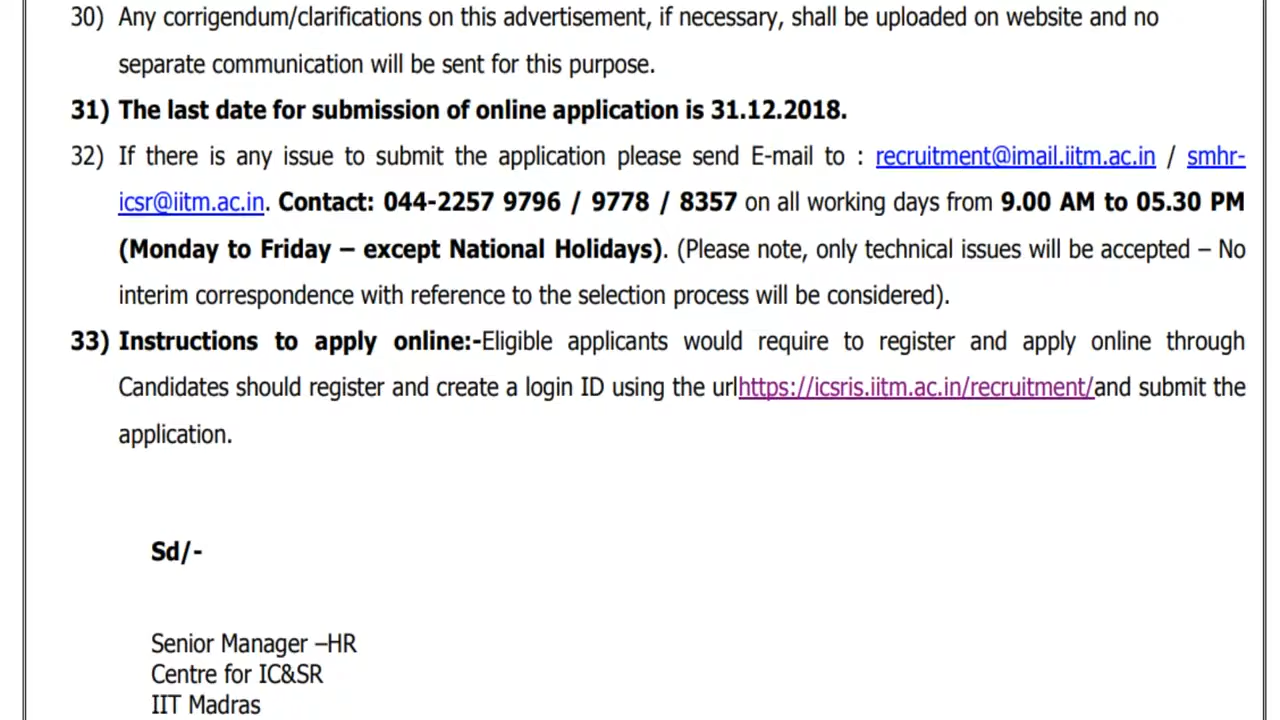 30) Any corrigendum/clarifications on this advertisement, if necessary, shall be uploaded on website and no
separate communication will be sent for this purpose.
31) The last date for submission of online application is 31.12.2018.
32) If there is any issue to submit the application please send E-mail to : recruitment@imail.iitm.ac.in / smhr-
icsr@iitm.ac.in. Contact: 044-2257 9796 / 9778 / 8357 on all working days from 9.00 AM to 05.30 PM
(Monday to Friday – except National Holidays). (Please note, only technical issues will be accepted – No
interim correspondence with reference to the selection process will be considered).
33) Instructions to apply online:-Eligible applicants would require to register and apply online through
Candidates should register and create a login ID using the urlhttps://icsris.iitm.ac.in/recruitment/and submit the
application.
Sd/-
Senior Manager –HR
Centre for IC&SR
IIT Madras